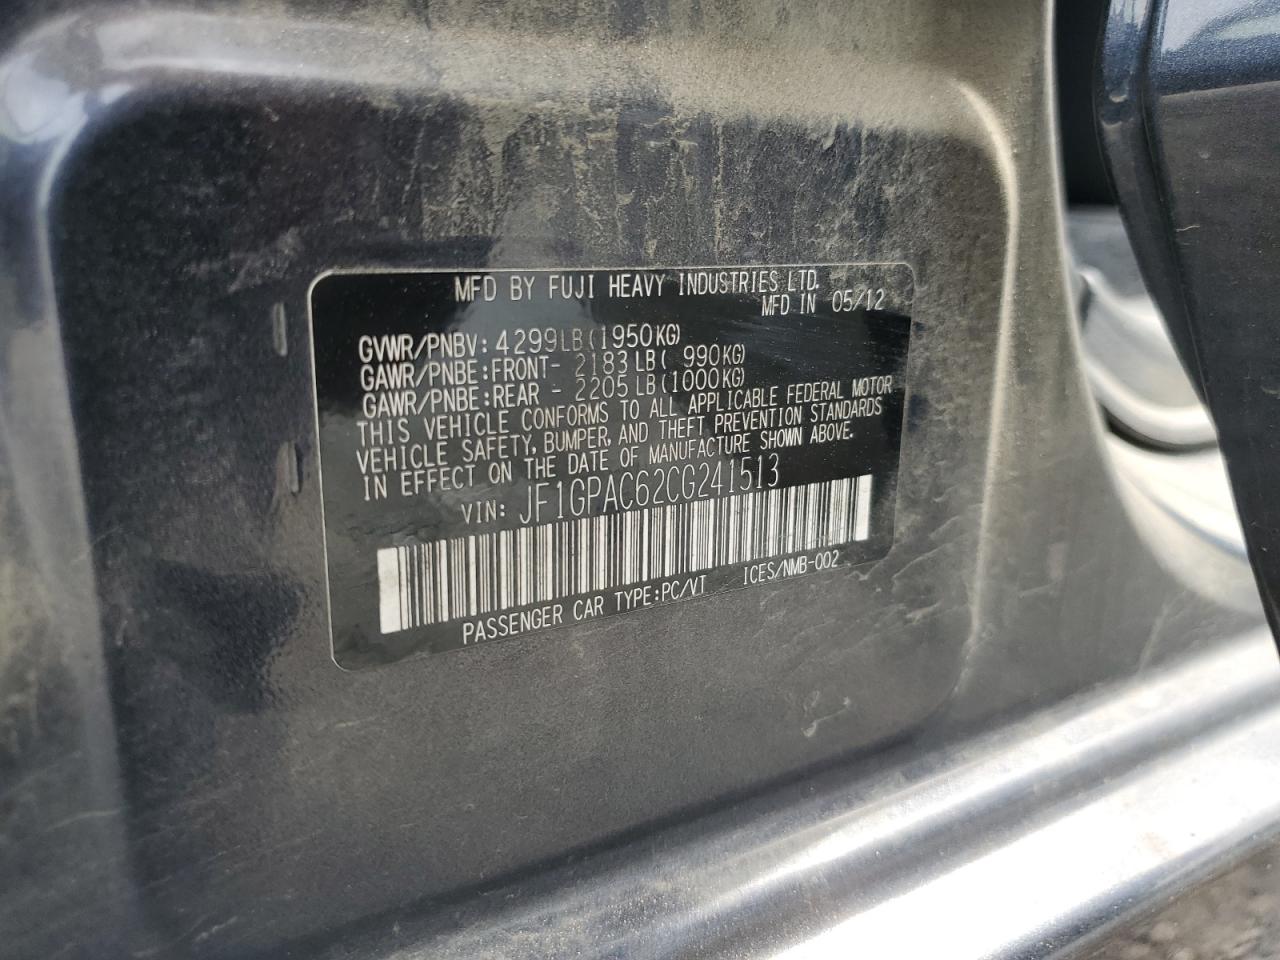 MFD BY FUJI HEAVY INDUSTRIES LTD.
MFD IN 05/12
GVWR/PNBV: 4299LB(1950KG)
GAWR/PNBE:FRONT- 2183LB( 990KG)
GAWR/PNBE:REAR - 2205LB(1000KG)
THIS VEHICLE CONFORMS TO ALL APPLICABLE FEDERAL MOTOR
VEHICLE SAFETY, BUMPER, AND THEFT PREVENTION STANDARDS
IN EFFECT ON THE DATE OF MANUFACTURE SHOWN ABOVE.
VIN: JF1GPAC62CG241513
PASSENGER CAR TYPE:PC/VT ICES/NMB-002